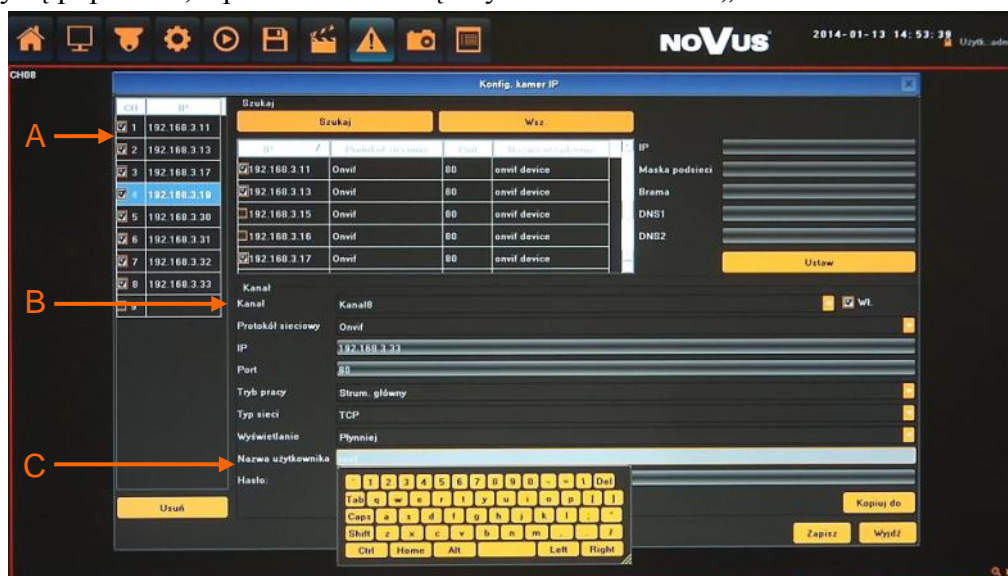 NOVUS
2014-01-13 14:53:39
Użytk.:adm
CH08
Konfig. kamer IP
CH IP
A
1 192.168.3.11
2 192.168.3.13
3 192.168.3.17
4 192.168.3.19
5 192.168.3.30
6 192.168.3.31
7 192.168.3.32
8 192.168.3.33
9
Usuń
Szukaj
Szukaj Wsz.
IP / Protokół sieciowy Port
192.168.3.11 Onvif 80 onvif device
192.168.3.13 Onvif 80 onvif device
192.168.3.15 Onvif 80 onvif device
192.168.3.16 Onvif 80 onvif device
192.168.3.17 Onvif 80 onvif device
IP
Maska podsieci
Brama
DNS1
DNS2
Ustaw
Kanał
B
Kanał Kanał8 Wł.
Protokół sieciowy Onvif
IP 192.168.3.33
Port 80
Tryb pracy Strum. główny
Typ sieci TCP
Wyświetlanie Płynniej
C
Nazwa użytkownika
Hasło:
` 1 2 3 4 5 6 7 8 9 0 - = \ Del
Tab q w e r t y u i o p [ ]
Caps a s d f g h j k l ; '
Shift z x c v b n m , . /
Ctrl Home Alt Left Right
Kopiuj do
Zapisz Wyjdź